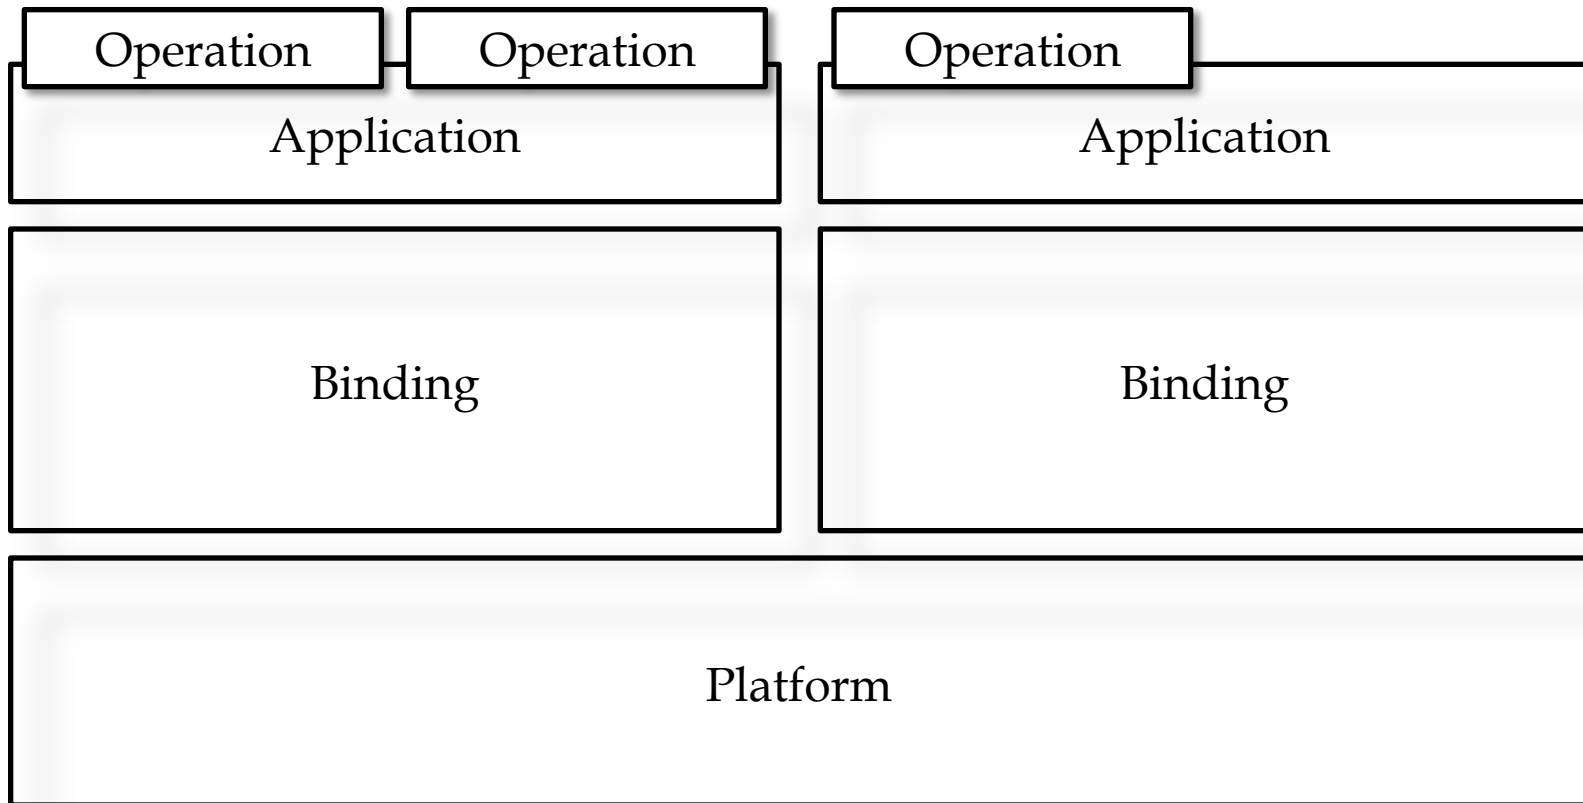 Operation
Operation
Operation
Application
Application
Binding
Binding
Platform